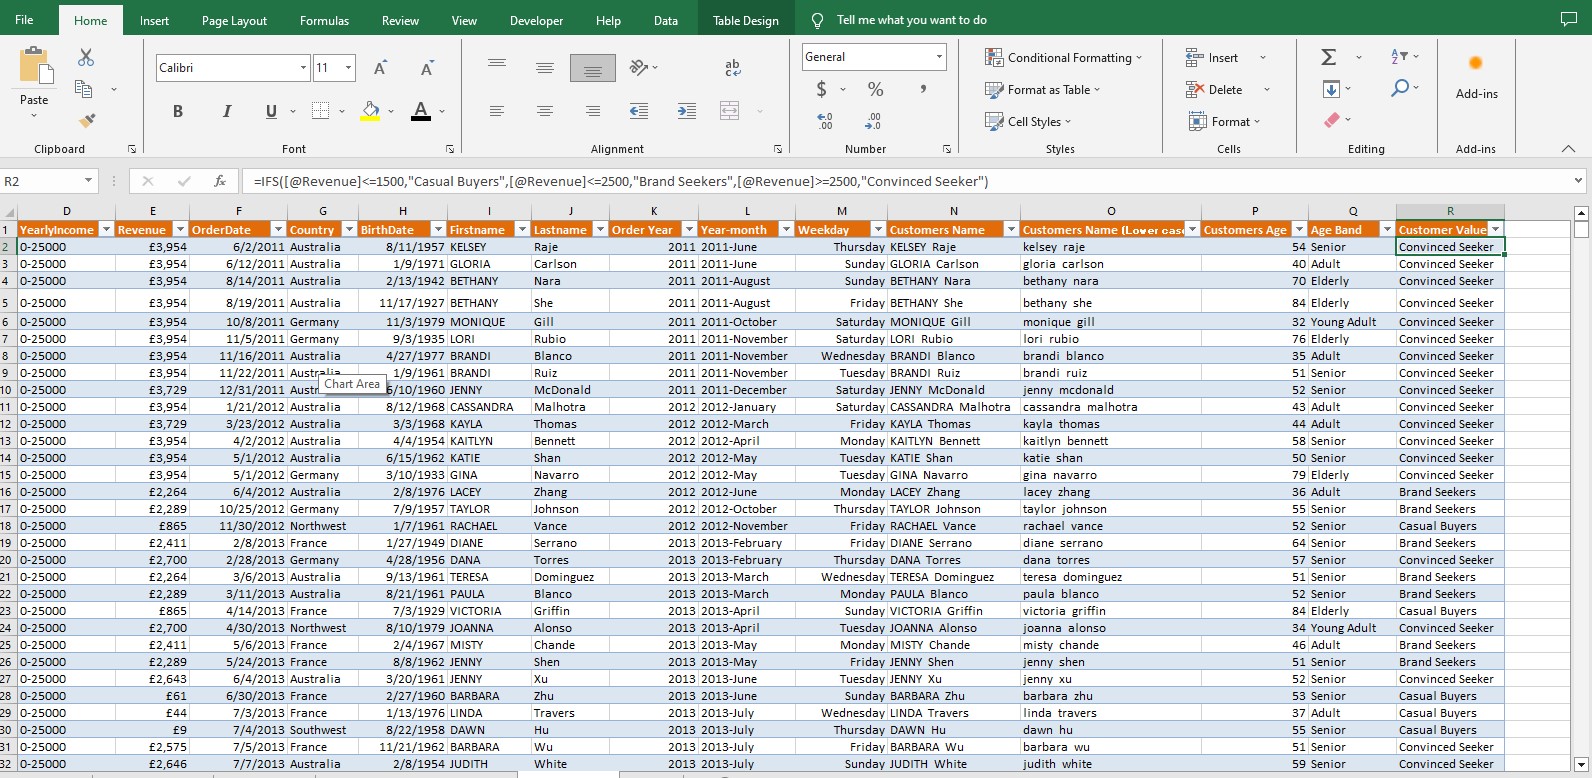 File Home Insert Page Layout Formulas Review View Developer Help Data Table Design Tell me what you want to do
Calibri 11 General
Paste
B I U
ab
c
$ % ,
Conditional Formatting
Format as Table
Cell Styles
Insert
Delete
Format
Add-ins
Clipboard Font Alignment Number Styles Cells Editing Add-ins
R2 fx =IFS([@Revenue]<=1500,"Casual Buyers",[@Revenue]<=2500,"Brand Seekers",[@Revenue]>=2500,"Convinced Seeker")
D E F G H I J K L M N O P Q R
1 YearlyIncome Revenue OrderDate Country BirthDate Firstname Lastname Order Year Year-month Weekday Customers Name Customers Name (Lower case Customers Age Age Band Customer Value
2 0-25000 £3,954 6/2/2011 Australia 8/11/1957 KELSEY Raje 2011 2011-June Thursday KELSEY Raje kelsey raje 54 Senior Convinced Seeker
3 0-25000 £3,954 6/12/2011 Australia 1/9/1971 GLORIA Carlson 2011 2011-June Sunday GLORIA Carlson gloria carlson 40 Adult Convinced Seeker
4 0-25000 £3,954 8/14/2011 Australia 2/13/1942 BETHANY Nara 2011 2011-August Sunday BETHANY Nara bethany nara 70 Elderly Convinced Seeker
5 0-25000 £3,954 8/19/2011 Australia 11/17/1927 BETHANY She 2011 2011-August Friday BETHANY She bethany she 84 Elderly Convinced Seeker
6 0-25000 £3,954 10/8/2011 Germany 11/3/1979 MONIQUE Gill 2011 2011-October Saturday MONIQUE Gill monique gill 32 Young Adult Convinced Seeker
7 0-25000 £3,954 11/5/2011 Germany 9/3/1935 LORI Rubio 2011 2011-November Saturday LORI Rubio lori rubio 76 Elderly Convinced Seeker
8 0-25000 £3,954 11/16/2011 Australia 4/27/1977 BRANDI Blanco 2011 2011-November Wednesday BRANDI Blanco brandi blanco 35 Adult Convinced Seeker
9 0-25000 £3,954 11/22/2011 Australia 1/9/1961 BRANDI Ruiz 2011 2011-November Tuesday BRANDI Ruiz brandi ruiz 51 Senior Convinced Seeker
Chart Area
10 0-25000 £3,729 12/31/2011 Austr 6/10/1960 JENNY McDonald 2011 2011-December Saturday JENNY McDonald jenny mcdonald 52 Senior Convinced Seeker
11 0-25000 £3,954 1/21/2012 Australia 8/12/1968 CASSANDRA Malhotra 2012 2012-January Saturday CASSANDRA Malhotra cassandra malhotra 43 Adult Convinced Seeker
12 0-25000 £3,729 3/23/2012 Australia 3/3/1968 KAYLA Thomas 2012 2012-March Friday KAYLA Thomas kayla thomas 44 Adult Convinced Seeker
13 0-25000 £3,954 4/2/2012 Australia 4/4/1954 KAITLYN Bennett 2012 2012-April Monday KAITLYN Bennett kaitlyn bennett 58 Senior Convinced Seeker
14 0-25000 £3,954 5/1/2012 Australia 6/15/1962 KATIE Shan 2012 2012-May Tuesday KATIE Shan katie shan 50 Senior Convinced Seeker
15 0-25000 £3,954 5/1/2012 Germany 3/10/1933 GINA Navarro 2012 2012-May Tuesday GINA Navarro gina navarro 79 Elderly Convinced Seeker
16 0-25000 £2,264 6/4/2012 Australia 2/8/1976 LACEY Zhang 2012 2012-June Monday LACEY Zhang lacey zhang 36 Adult Brand Seekers
17 0-25000 £2,289 10/25/2012 Germany 7/9/1957 TAYLOR Johnson 2012 2012-October Thursday TAYLOR Johnson taylor johnson 55 Senior Brand Seekers
18 0-25000 £865 11/30/2012 Northwest 1/7/1961 RACHAEL Vance 2012 2012-November Friday RACHAEL Vance rachael vance 52 Senior Casual Buyers
19 0-25000 £2,411 2/8/2013 France 1/27/1949 DIANE Serrano 2013 2013-February Friday DIANE Serrano diane serrano 64 Senior Brand Seekers
20 0-25000 £2,700 2/28/2013 Germany 4/28/1956 DANA Torres 2013 2013-February Thursday DANA Torres dana torres 57 Senior Convinced Seeker
21 0-25000 £2,264 3/6/2013 Australia 9/13/1961 TERESA Dominguez 2013 2013-March Wednesday TERESA Dominguez teresa dominguez 51 Senior Brand Seekers
22 0-25000 £2,289 3/11/2013 Australia 8/21/1961 PAULA Blanco 2013 2013-March Monday PAULA Blanco paula blanco 52 Senior Brand Seekers
23 0-25000 £865 4/14/2013 France 7/3/1929 VICTORIA Griffin 2013 2013-April Sunday VICTORIA Griffin victoria griffin 84 Elderly Casual Buyers
24 0-25000 £2,700 4/30/2013 Northwest 8/10/1979 JOANNA Alonso 2013 2013-April Tuesday JOANNA Alonso joanna alonso 34 Young Adult Convinced Seeker
25 0-25000 £2,411 5/6/2013 France 2/4/1967 MISTY Chande 2013 2013-May Monday MISTY Chande misty chande 46 Adult Brand Seekers
26 0-25000 £2,289 5/24/2013 France 8/8/1962 JENNY Shen 2013 2013-May Friday JENNY Shen jenny shen 51 Senior Brand Seekers
27 0-25000 £2,643 6/4/2013 Australia 3/20/1961 JENNY Xu 2013 2013-June Tuesday JENNY Xu jenny xu 52 Senior Convinced Seeker
28 0-25000 £61 6/30/2013 France 2/27/1960 BARBARA Zhu 2013 2013-June Sunday BARBARA Zhu barbara zhu 53 Senior Casual Buyers
29 0-25000 £44 7/3/2013 France 1/13/1976 LINDA Travers 2013 2013-July Wednesday LINDA Travers linda travers 37 Adult Casual Buyers
30 0-25000 £9 7/4/2013 Southwest 8/22/1958 DAWN Hu 2013 2013-July Thursday DAWN Hu dawn hu 55 Senior Casual Buyers
31 0-25000 £2,575 7/5/2013 France 11/21/1962 BARBARA Wu 2013 2013-July Friday BARBARA Wu barbara wu 51 Senior Convinced Seeker
32 0-25000 £2,646 7/7/2013 Australia 2/8/1954 JUDITH White 2013 2013-July Sunday JUDITH White judith white 59 Senior Convinced Seeker